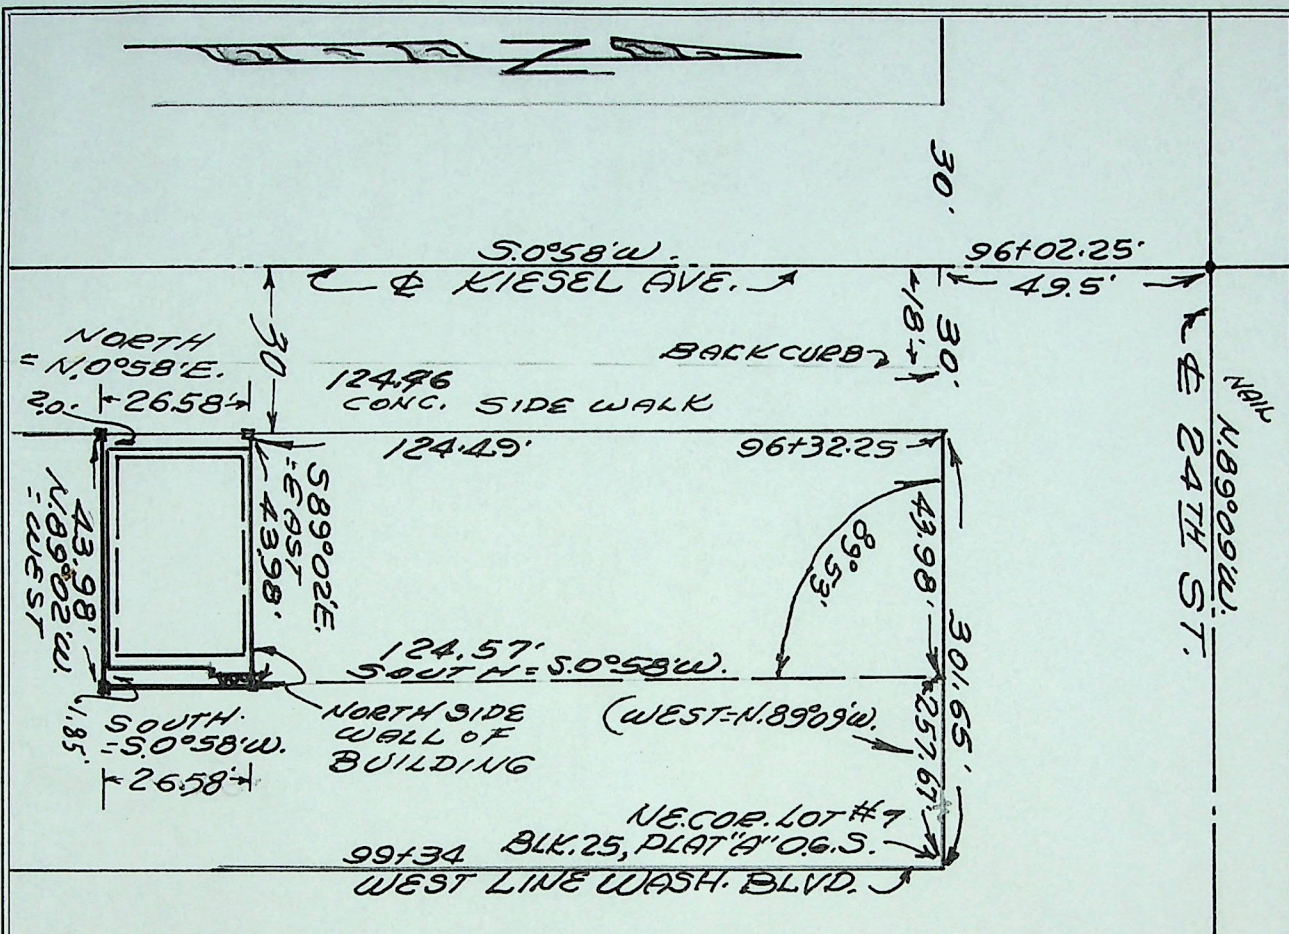 N
30'
S.0°58'W.
96+02.25'
℄ KIESEL AVE.
49.5'
18'±
30'
30
BACK CURB
NORTH
= N.0°58'E.
26.58'
2.0.
CONC. SIDE WALK
124.49'
96+32.25
NAIL
N.89°09'W.
℄ 24TH ST.
S89°02'E.
=EAST
43.98'
43.98'
N.89°02'W.
=WEST
89°53'
43.98'
301.65'
257.67'
124.57'
SOUTH = S.0°58'W.
(WEST=N.89°09'W.
1.85'
SOUTH.
=S.0°58'W.
26.58'
NORTH SIDE
WALL OF
BUILDING
NE.COR. LOT #
BLK.25, PLAT "A" O.G.S.
99+34
WEST LINE WASH. BLVD.